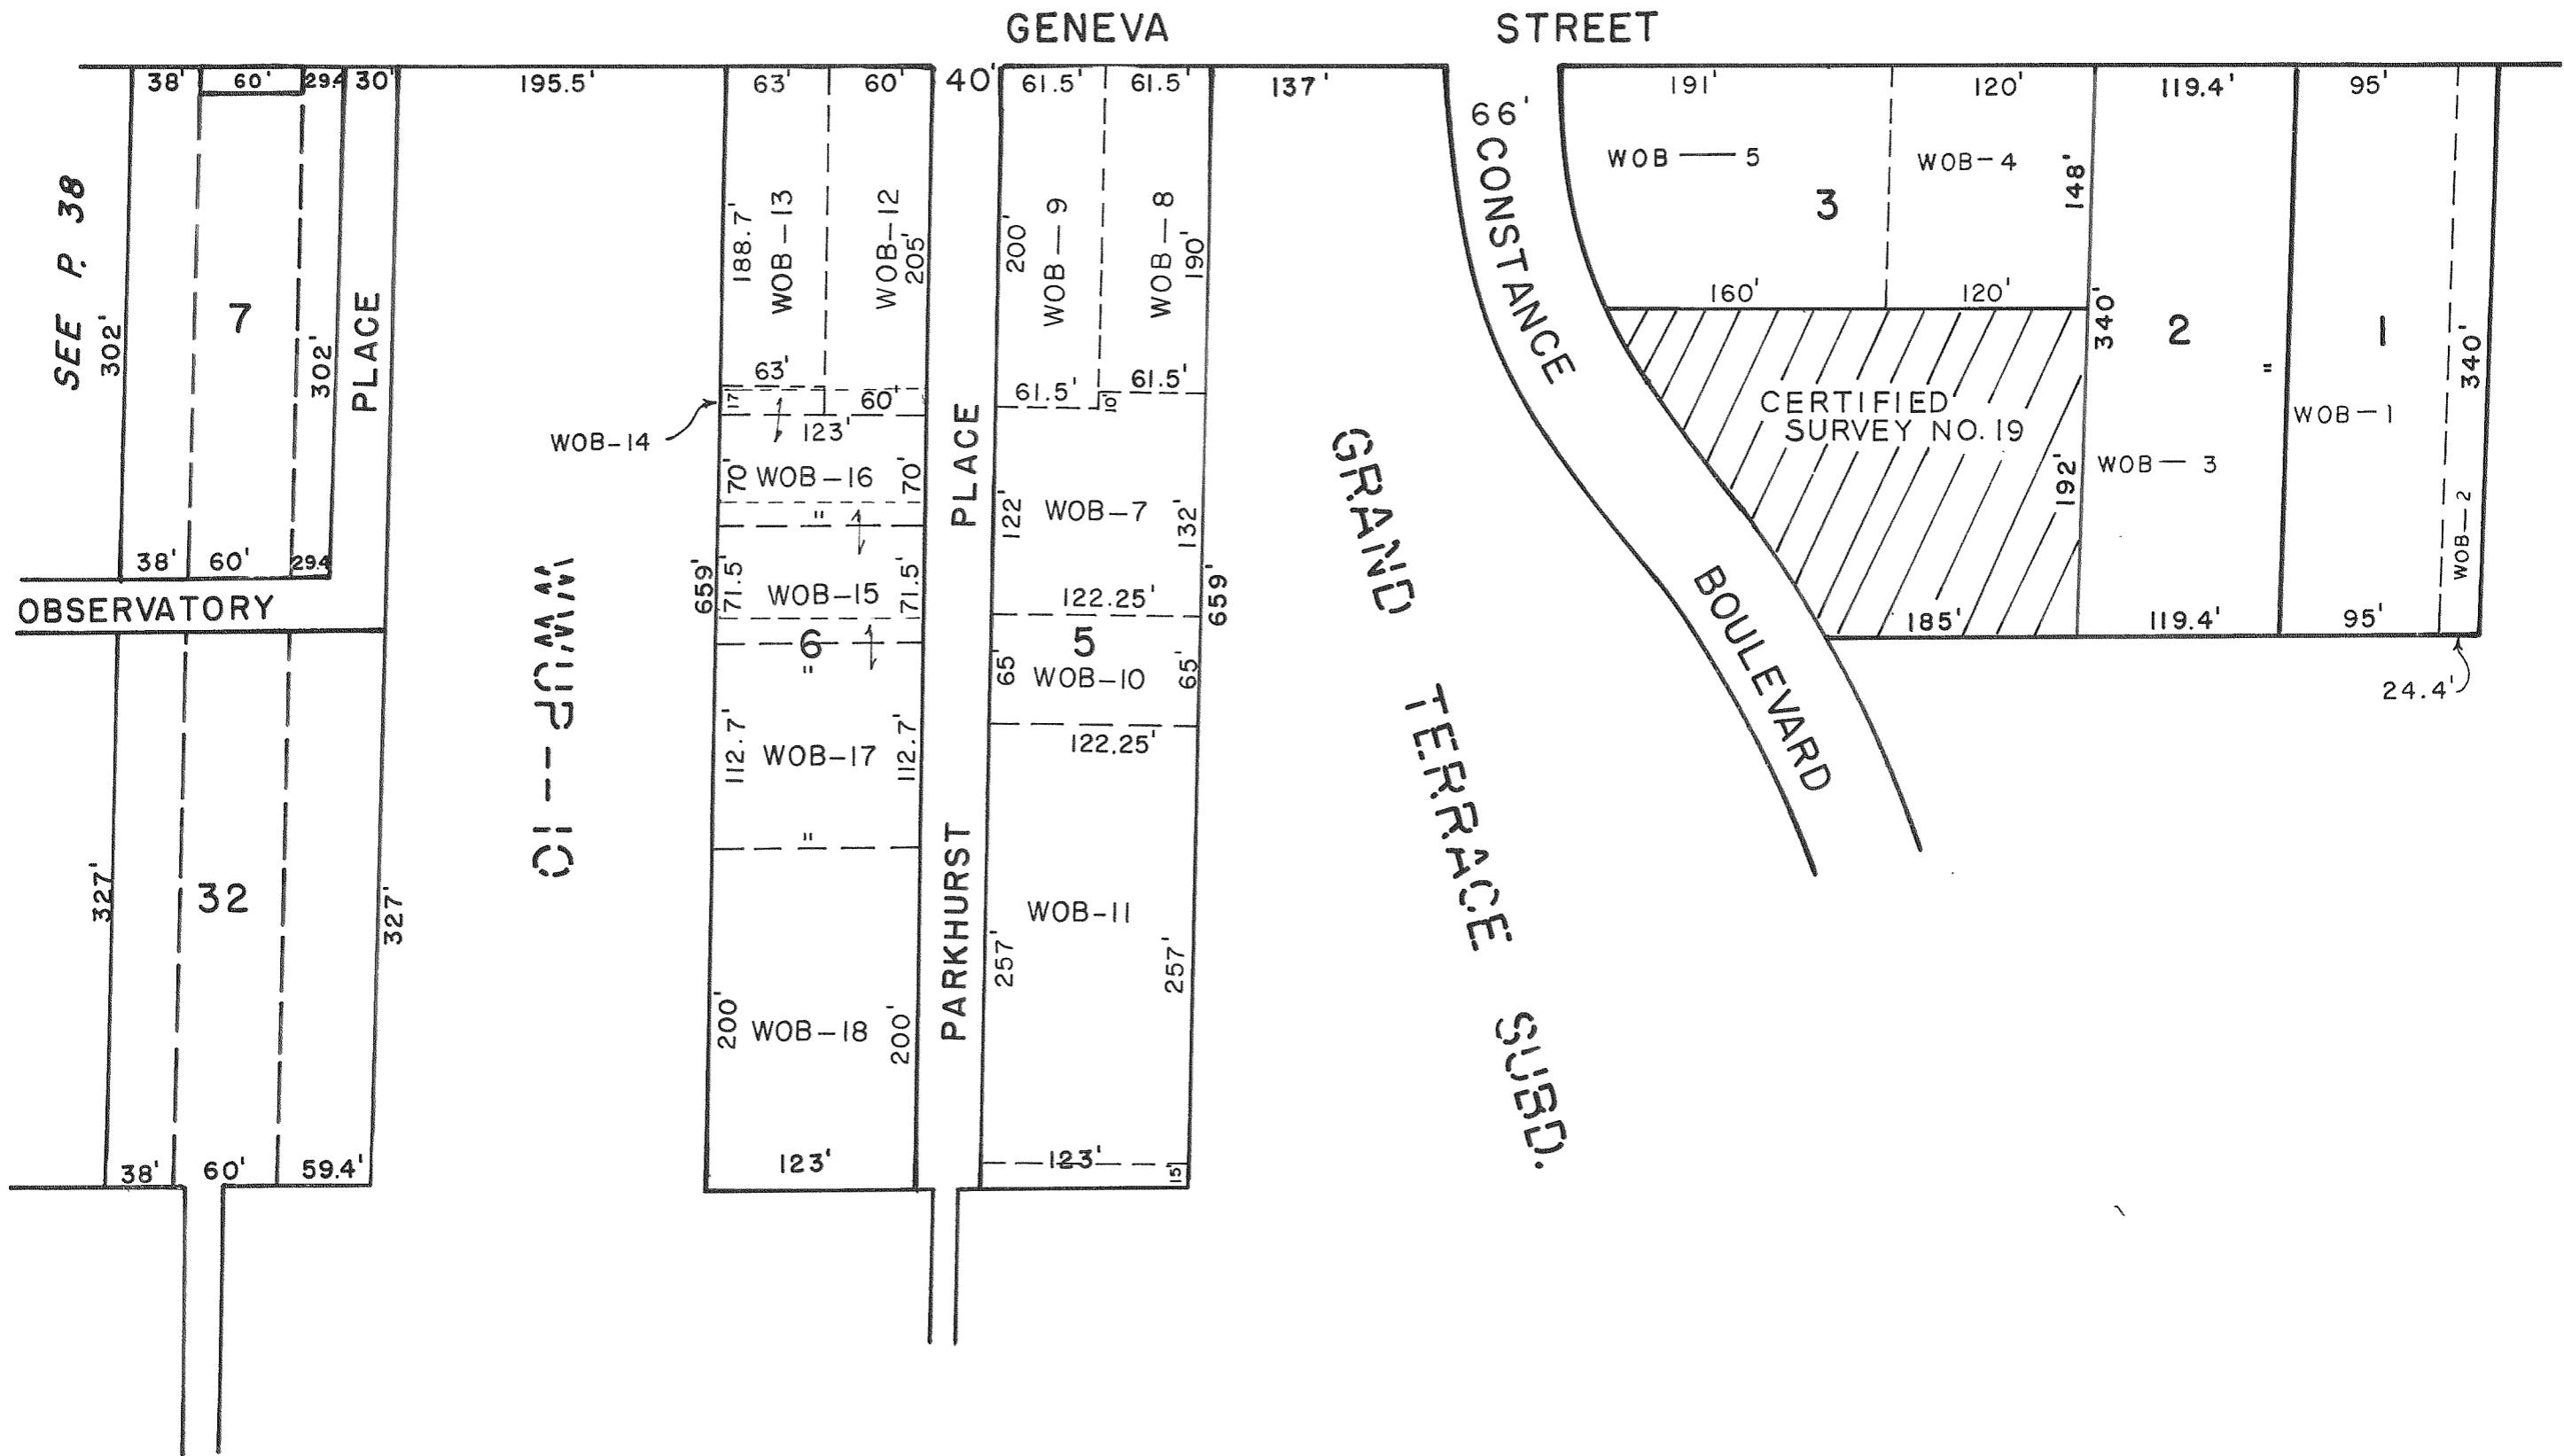 GENEVA STREET
38' 60' 29.4 30' 195.5' 63' 60' 40' 61.5' 61.5' 137' 191' 120' 119.4' 95'
66'
SEE P. 38
302'
7
302'
PLACE
38' 60' 29.4
OBSERVATORY
327'
32
327'
38' 60' 59.4'
WWUP--10
188.7'
WOB-13
WOB-12
205'
63'
17'
60'
WOB-14
123'
70' WOB-16 70'
"
659'
71.5' WOB-15 71.5'
6
"
112.7' WOB-17 112.7'
"
200' WOB-18 200'
123'
PARKHURST PLACE
200'
WOB-9
WOB-8
190'
61.5'
10'
61.5'
122' WOB-7 132'
122.25'
659'
5
65' WOB-10 65'
122.25'
WOB-11
257' 257'
123'
15'
GRAND TERRACE SUBD.
CONSTANCE BOULEVARD
WOB — 5
WOB-4
3
148'
160' 120'
CERTIFIED
SURVEY NO. 19
192'
185'
340'
2
"
WOB-3
119.4'
1
WOB-1
340'
WOB-2
95'
24.4'